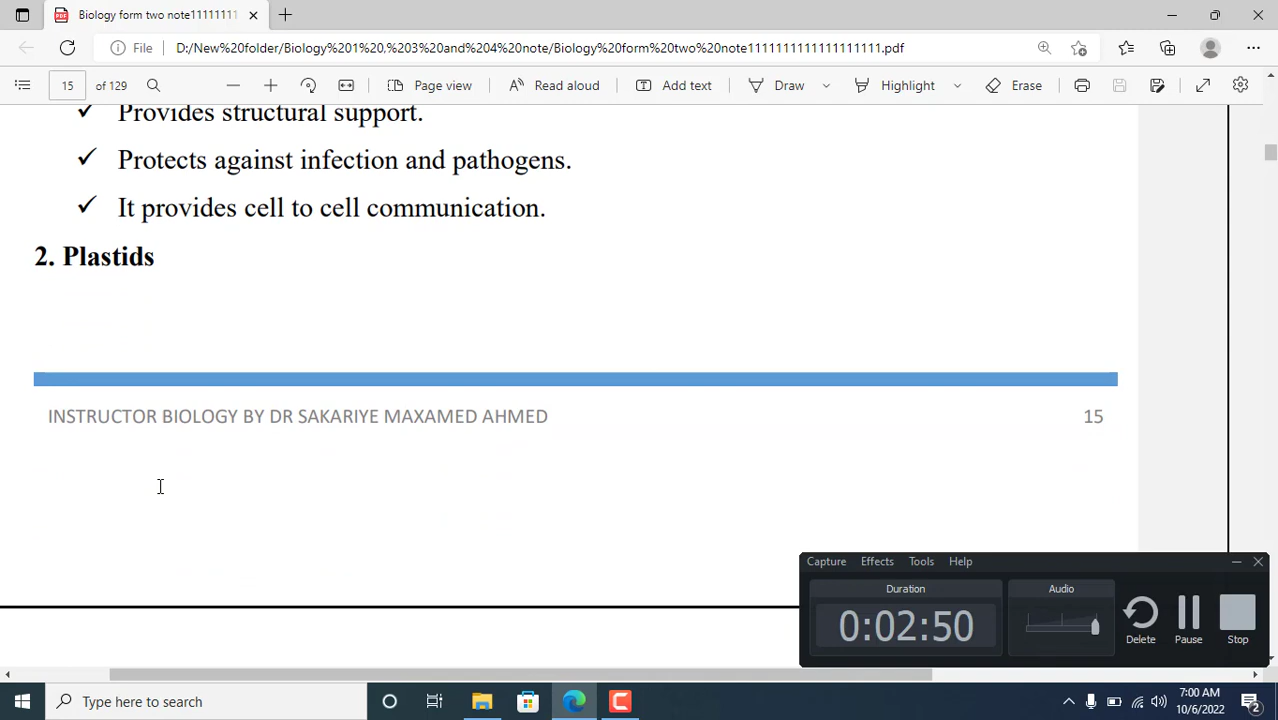 Biology form two note11111111
File
D:/New%20folder/Biology%201%20,%203%20and%204%20note/Biology%20form%20two%20note1111111111111111111.pdf
15
of 129
Page view
Read aloud
Add text
Draw
Highlight
Erase
✓ Provides structural support.
✓ Protects against infection and pathogens.
✓ It provides cell to cell communication.
2. Plastids
INSTRUCTOR BIOLOGY BY DR SAKARIYE MAXAMED AHMED
15
Capture
Effects
Tools
Help
Duration
Audio
0:02:50
Delete
Pause
Stop
Type here to search
7:00 AM
10/6/2022
2